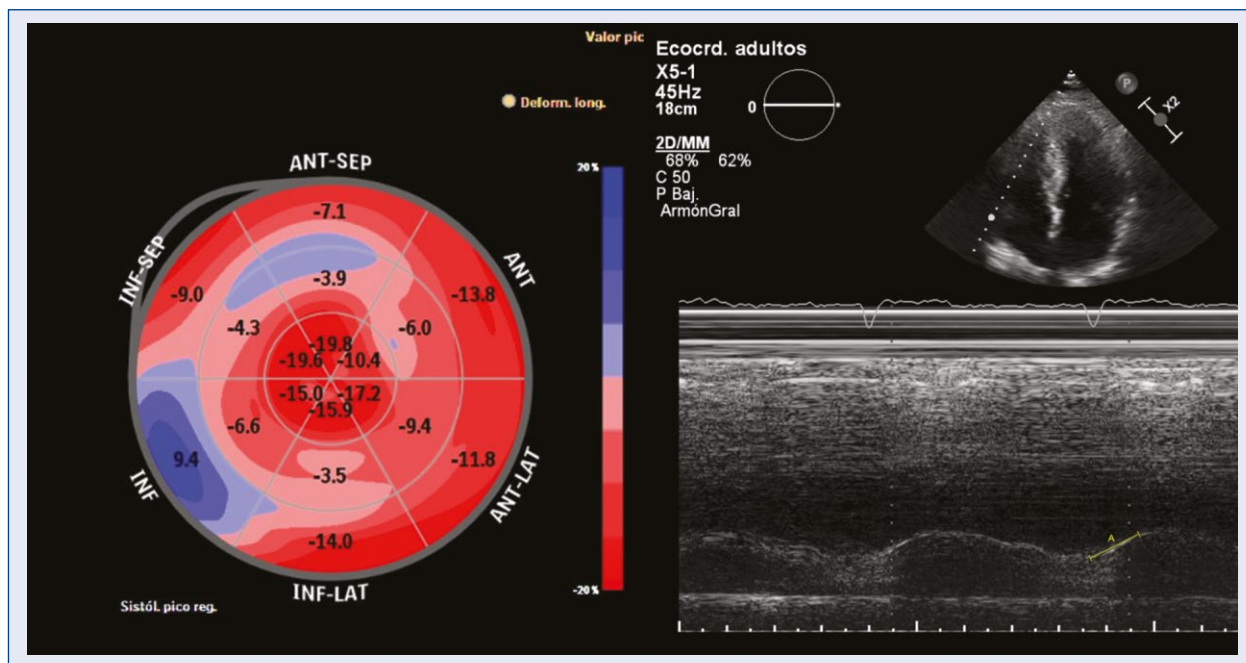 Valor pic
Deform. long.
ANT-SEP
INF-SEP
ANT
INF
ANT-LAT
INF-LAT
-7.1
-9.0
-3.9
-13.8
-4.3
-6.0
-19.8
-19.6
-10.4
-15.0
-17.2
-15.9
-6.6
-9.4
9.4
-3.5
-11.8
-14.0
20%
-20%
Sistól. pico reg.
Ecocrd. adultos
X5-1
45Hz
18cm
0
2D/MM
68% 62%
C 50
P Baj.
ArmónGral
P
X2
A